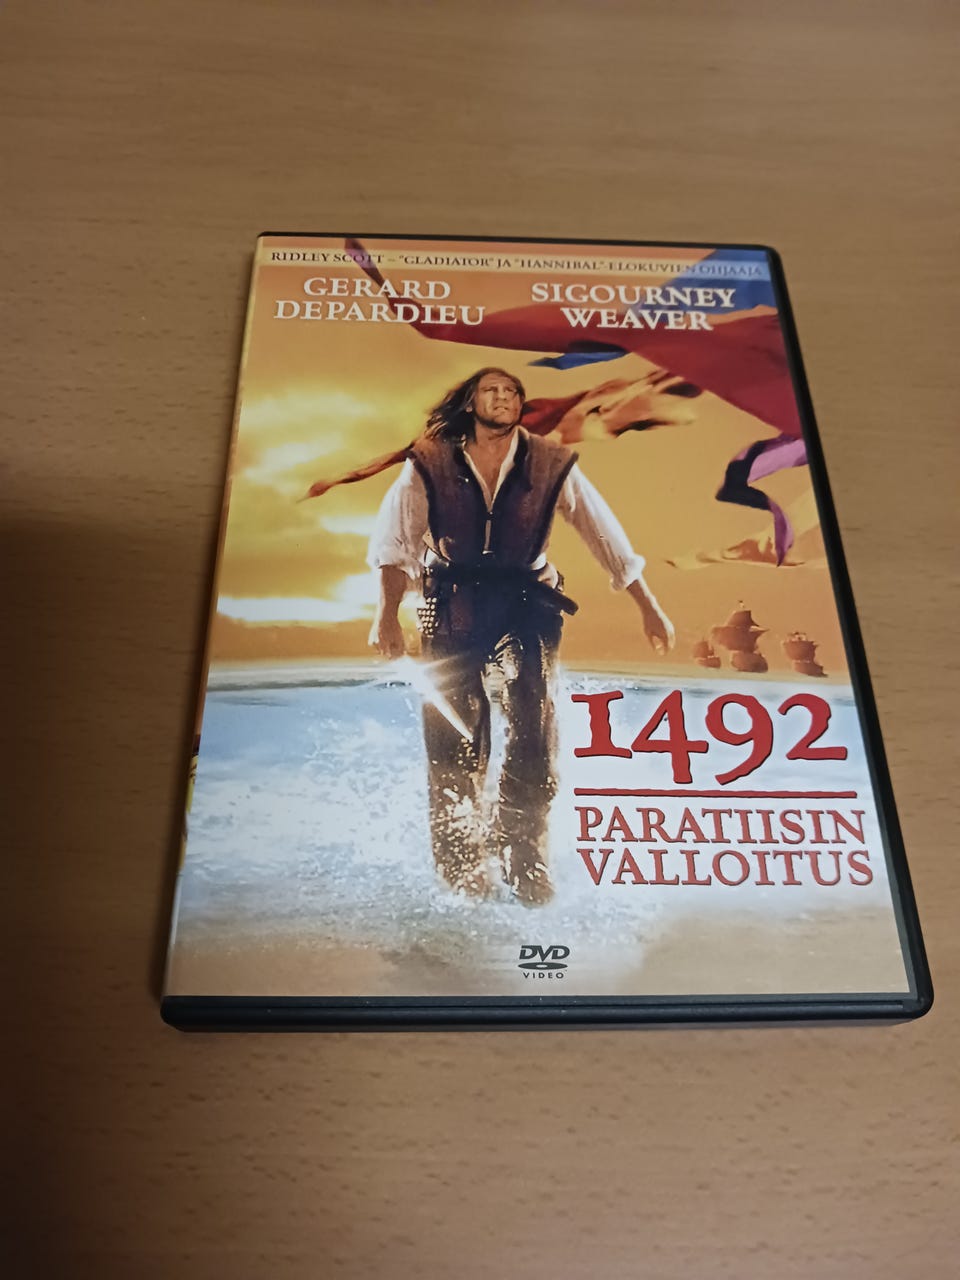 RIDLEY SCOTT – "GLADIATOR" JA "HANNIBAL"-ELOKUVIEN OHJAAJA
GERARD
DEPARDIEU
SIGOURNEY
WEAVER
1492
PARATIISIN
VALLOITUS
DVD
VIDEO